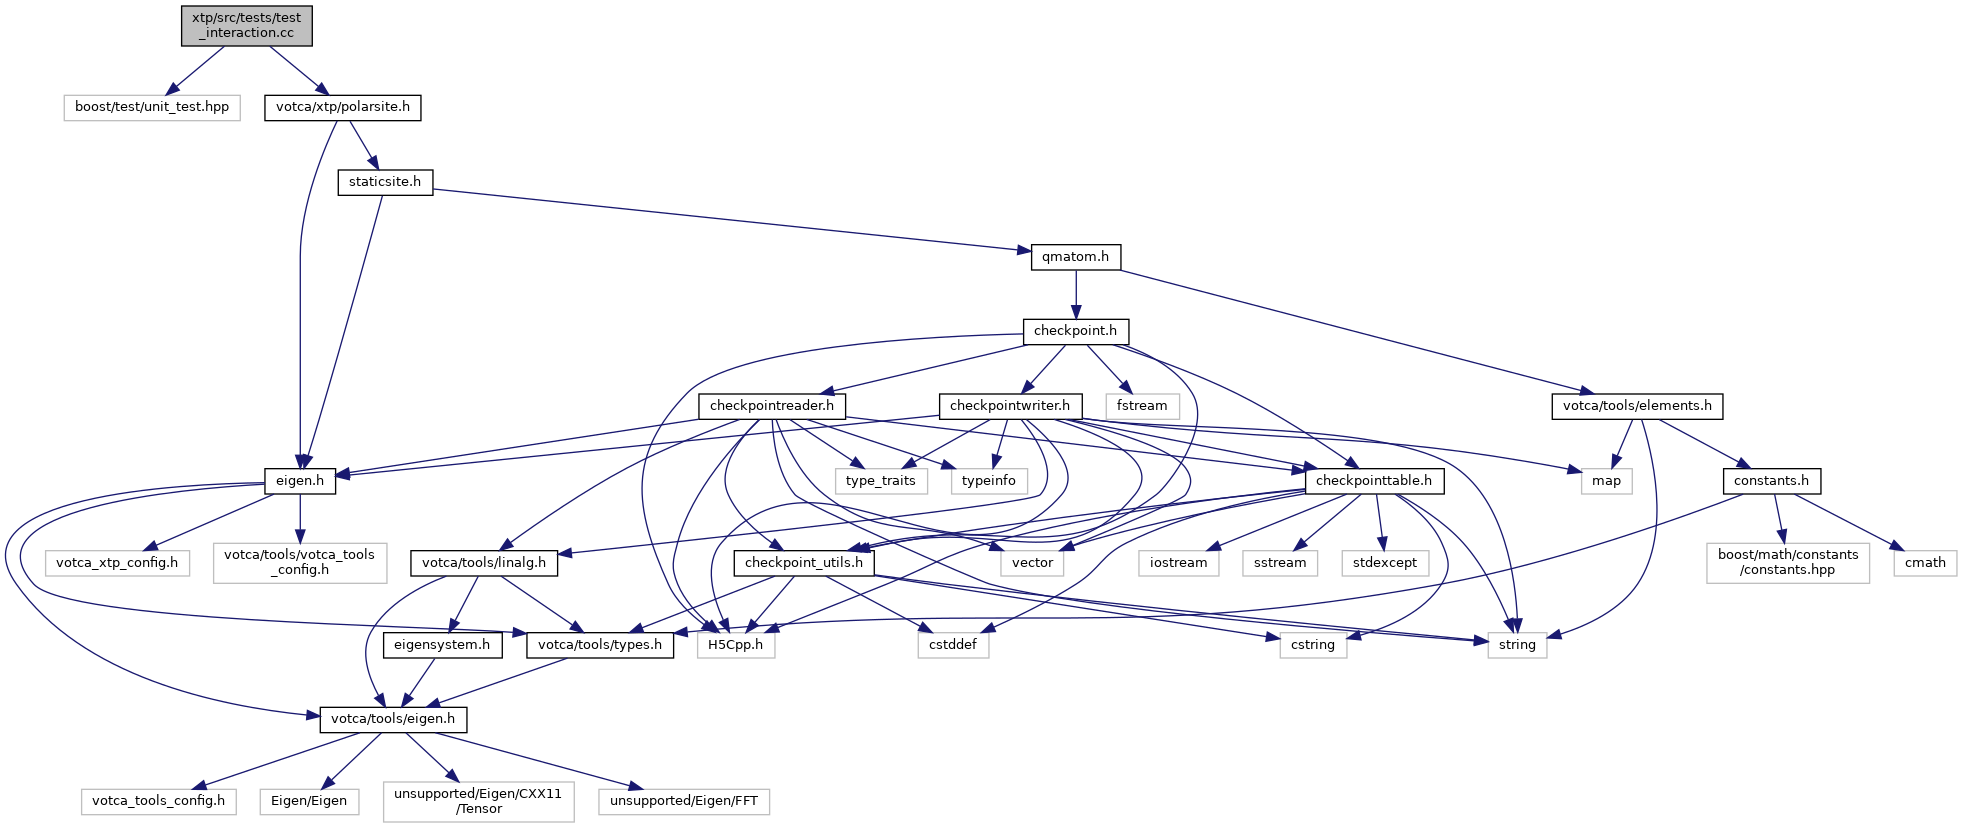 xtp/src/tests/test
_interaction.cc
boost/test/unit_test.hpp
votca/xtp/polarsite.h
staticsite.h
qmatom.h
checkpoint.h
checkpointreader.h
checkpointwriter.h
fstream
votca/tools/elements.h
eigen.h
type_traits
typeinfo
checkpointtable.h
map
constants.h
votca_xtp_config.h
votca/tools/votca_tools
_config.h
votca/tools/linalg.h
checkpoint_utils.h
vector
iostream
sstream
stdexcept
boost/math/constants
/constants.hpp
cmath
eigensystem.h
votca/tools/types.h
H5Cpp.h
cstddef
cstring
string
votca/tools/eigen.h
votca_tools_config.h
Eigen/Eigen
unsupported/Eigen/CXX11
/Tensor
unsupported/Eigen/FFT